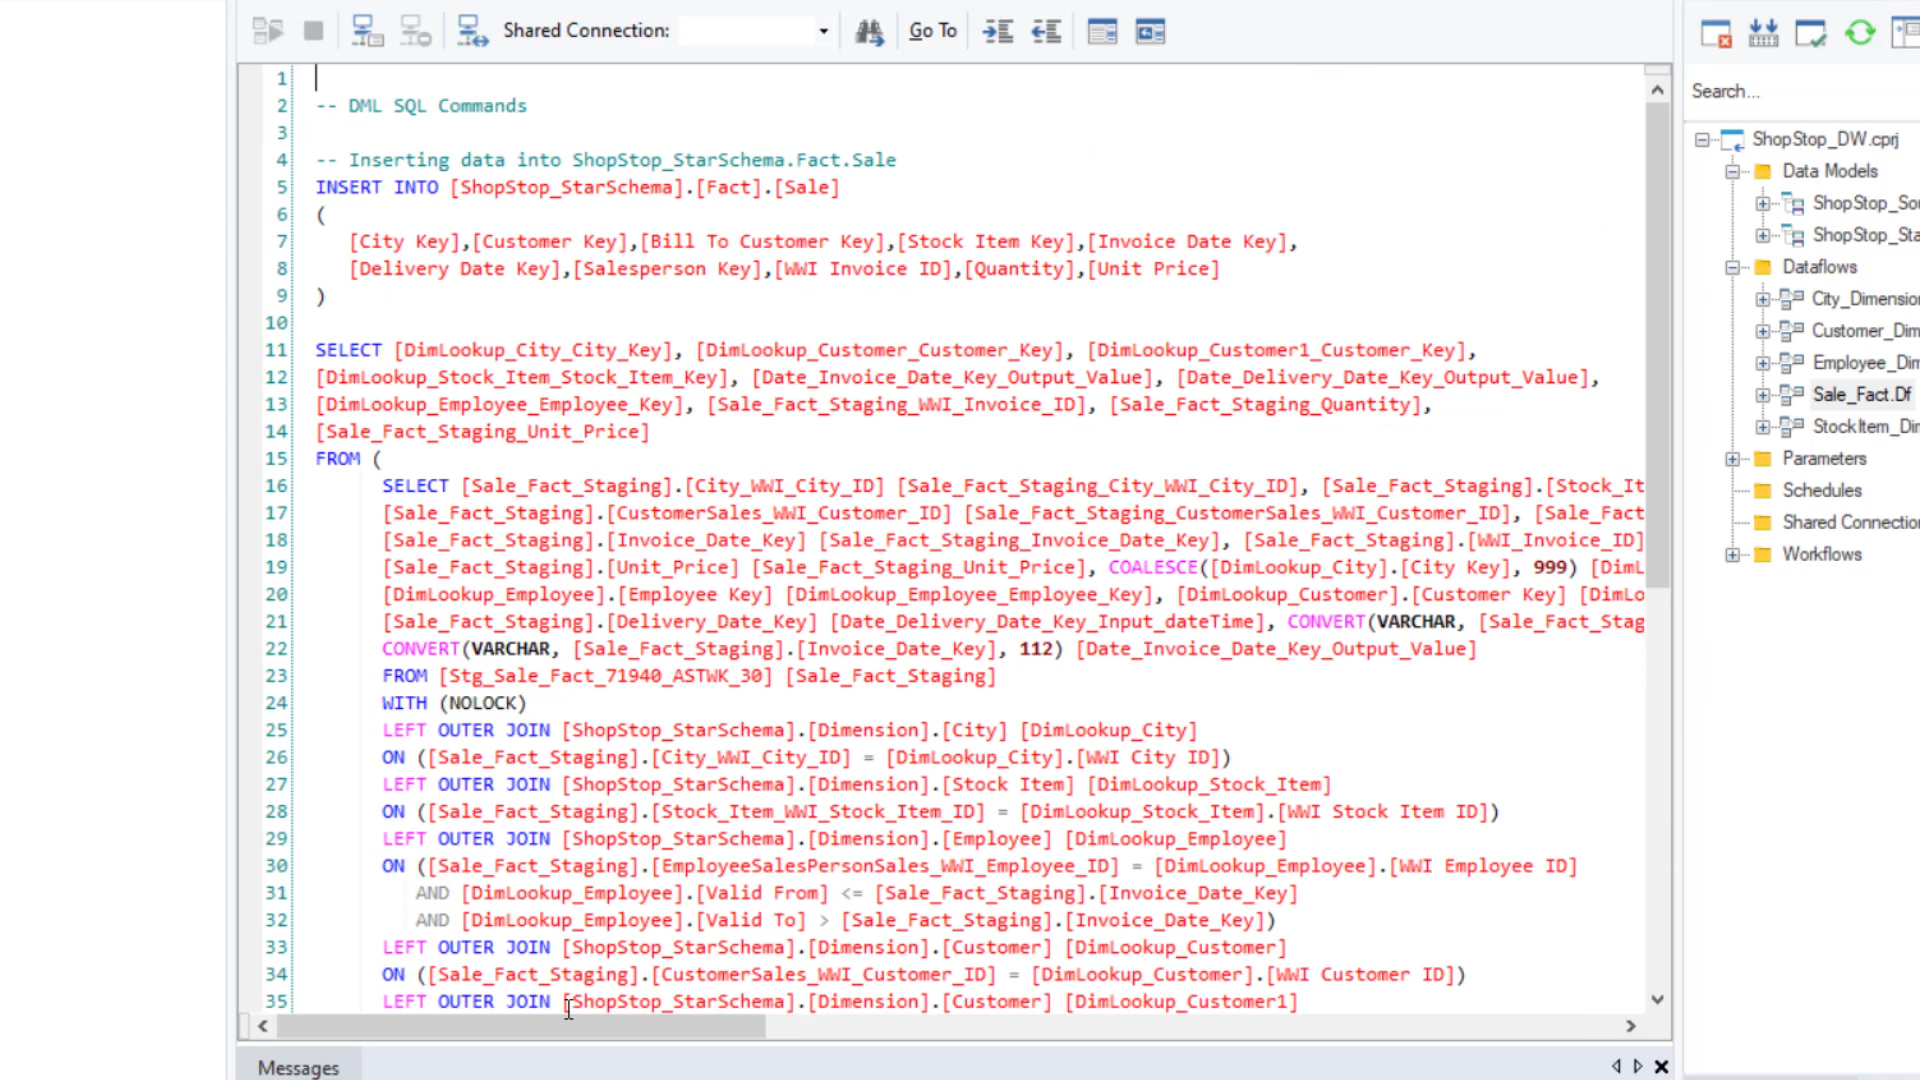 Shared Connection:
Go To
1
2 -- DML SQL Commands
3
4 -- Inserting data into ShopStop_StarSchema.Fact.Sale
5 INSERT INTO [ShopStop_StarSchema].[Fact].[Sale]
6 (
7 [City Key],[Customer Key],[Bill To Customer Key],[Stock Item Key],[Invoice Date Key],
8 [Delivery Date Key],[Salesperson Key],[WWI Invoice ID],[Quantity],[Unit Price]
9 )
10
11 SELECT [DimLookup_City_City_Key], [DimLookup_Customer_Customer_Key], [DimLookup_Customer1_Customer_Key],
12 [DimLookup_Stock_Item_Stock_Item_Key], [Date_Invoice_Date_Key_Output_Value], [Date_Delivery_Date_Key_Output_Value],
13 [DimLookup_Employee_Employee_Key], [Sale_Fact_Staging_WWI_Invoice_ID], [Sale_Fact_Staging_Quantity],
14 [Sale_Fact_Staging_Unit_Price]
15 FROM (
16 SELECT [Sale_Fact_Staging].[City_WWI_City_ID] [Sale_Fact_Staging_City_WWI_City_ID], [Sale_Fact_Staging].[Stock_It
17 [Sale_Fact_Staging].[CustomerSales_WWI_Customer_ID] [Sale_Fact_Staging_CustomerSales_WWI_Customer_ID], [Sale_Fact
18 [Sale_Fact_Staging].[Invoice_Date_Key] [Sale_Fact_Staging_Invoice_Date_Key], [Sale_Fact_Staging].[WWI_Invoice_ID]
19 [Sale_Fact_Staging].[Unit_Price] [Sale_Fact_Staging_Unit_Price], COALESCE([DimLookup_City].[City Key], 999) [DimL
20 [DimLookup_Employee].[Employee Key] [DimLookup_Employee_Employee_Key], [DimLookup_Customer].[Customer Key] [DimLo
21 [Sale_Fact_Staging].[Delivery_Date_Key] [Date_Delivery_Date_Key_Input_dateTime], CONVERT(VARCHAR, [Sale_Fact_Stag
22 CONVERT(VARCHAR, [Sale_Fact_Staging].[Invoice_Date_Key], 112) [Date_Invoice_Date_Key_Output_Value]
23 FROM [Stg_Sale_Fact_71940_ASTWK_30] [Sale_Fact_Staging]
24 WITH (NOLOCK)
25 LEFT OUTER JOIN [ShopStop_StarSchema].[Dimension].[City] [DimLookup_City]
26 ON ([Sale_Fact_Staging].[City_WWI_City_ID] = [DimLookup_City].[WWI City ID])
27 LEFT OUTER JOIN [ShopStop_StarSchema].[Dimension].[Stock Item] [DimLookup_Stock_Item]
28 ON ([Sale_Fact_Staging].[Stock_Item_WWI_Stock_Item_ID] = [DimLookup_Stock_Item].[WWI Stock Item ID])
29 LEFT OUTER JOIN [ShopStop_StarSchema].[Dimension].[Employee] [DimLookup_Employee]
30 ON ([Sale_Fact_Staging].[EmployeeSalesPersonSales_WWI_Employee_ID] = [DimLookup_Employee].[WWI Employee ID]
31 AND [DimLookup_Employee].[Valid From] <= [Sale_Fact_Staging].[Invoice_Date_Key]
32 AND [DimLookup_Employee].[Valid To] > [Sale_Fact_Staging].[Invoice_Date_Key])
33 LEFT OUTER JOIN [ShopStop_StarSchema].[Dimension].[Customer] [DimLookup_Customer]
34 ON ([Sale_Fact_Staging].[CustomerSales_WWI_Customer_ID] = [DimLookup_Customer].[WWI Customer ID])
35 LEFT OUTER JOIN [ShopStop_StarSchema].[Dimension].[Customer] [DimLookup_Customer1]
Messages
Search...
ShopStop_DW.cprj
Data Models
ShopStop_Sou
ShopStop_Sta
Dataflows
City_Dimensio
Customer_Dim
Employee_Dim
Sale_Fact.Df
StockItem_Dim
Parameters
Schedules
Shared Connectio
Workflows